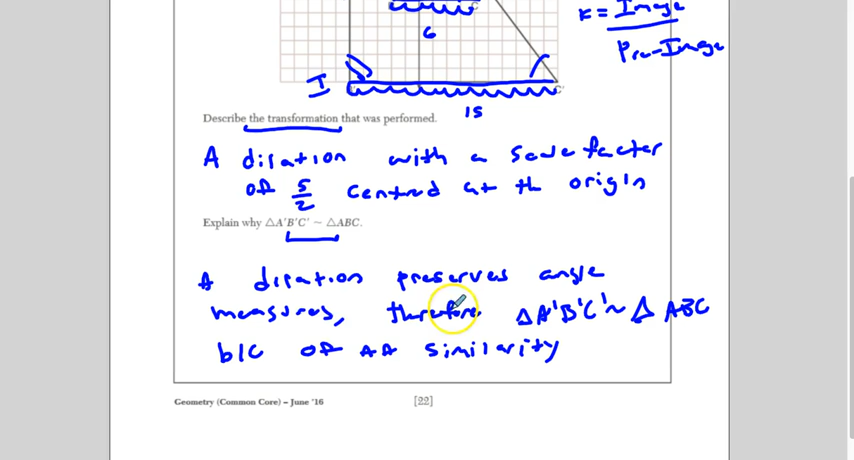 6
K = Image
Pre-Image
I
C'
15
Describe the transformation that was performed.
A dilation with a scale factor
of 5/2 centred at th origin
Explain why △A'B'C' ~ △ABC.
A dilation preserves angle
measures, therefore △A'B'C' ~ △ ABC
b/c of AA similarity
Geometry (Common Core) – June '16
[22]